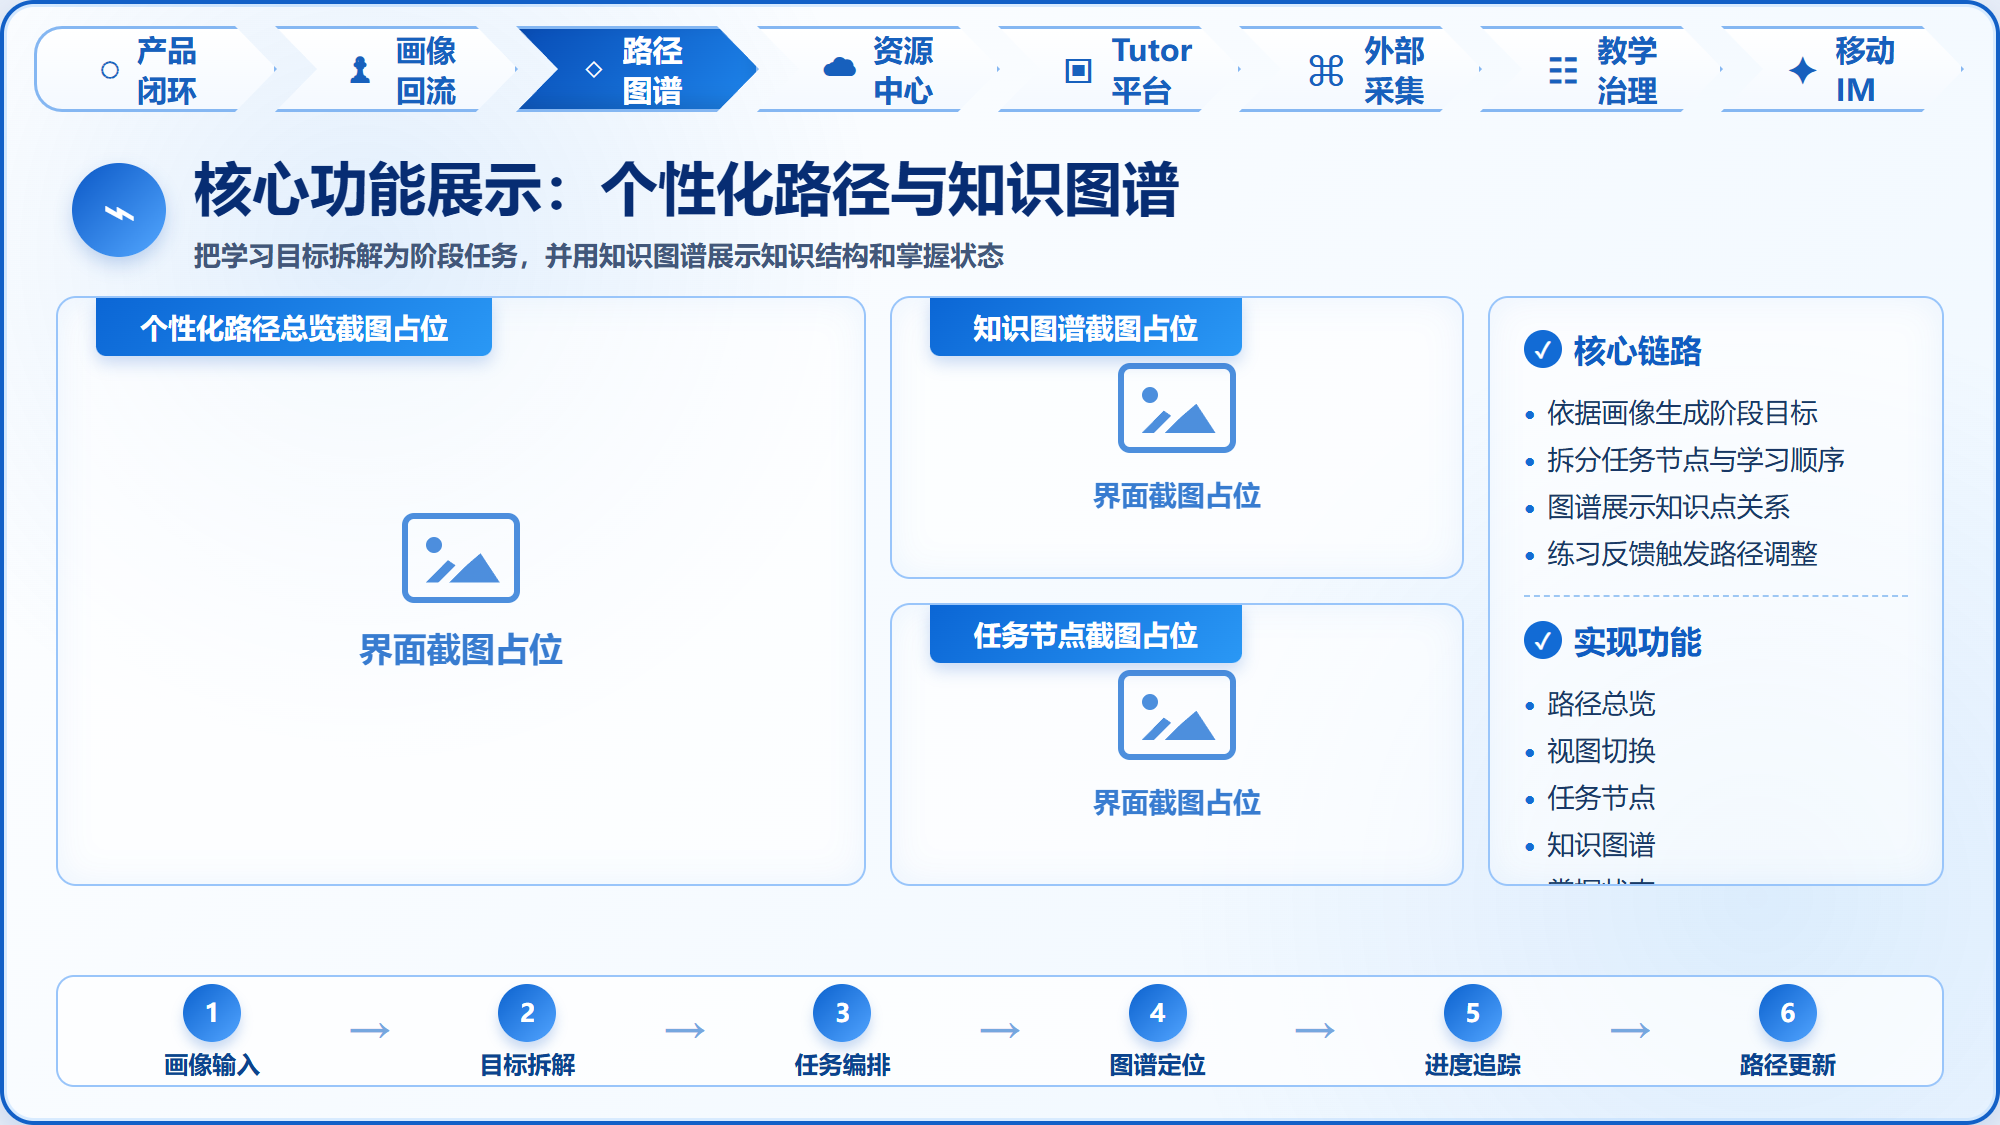 产品
闭环
画像
回流
路径
图谱
资源
中心
Tutor
平台
外部
采集
教学
治理
移动
IM
核心功能展示：个性化路径与知识图谱
把学习目标拆解为阶段任务，并用知识图谱展示知识结构和掌握状态
个性化路径总览截图占位
界面截图占位
知识图谱截图占位
界面截图占位
任务节点截图占位
界面截图占位
核心链路
• 依据画像生成阶段目标
• 拆分任务节点与学习顺序
• 图谱展示知识点关系
• 练习反馈触发路径调整
实现功能
• 路径总览
• 视图切换
• 任务节点
• 知识图谱
1
画像输入
→
2
目标拆解
→
3
任务编排
→
4
图谱定位
→
5
进度追踪
→
6
路径更新